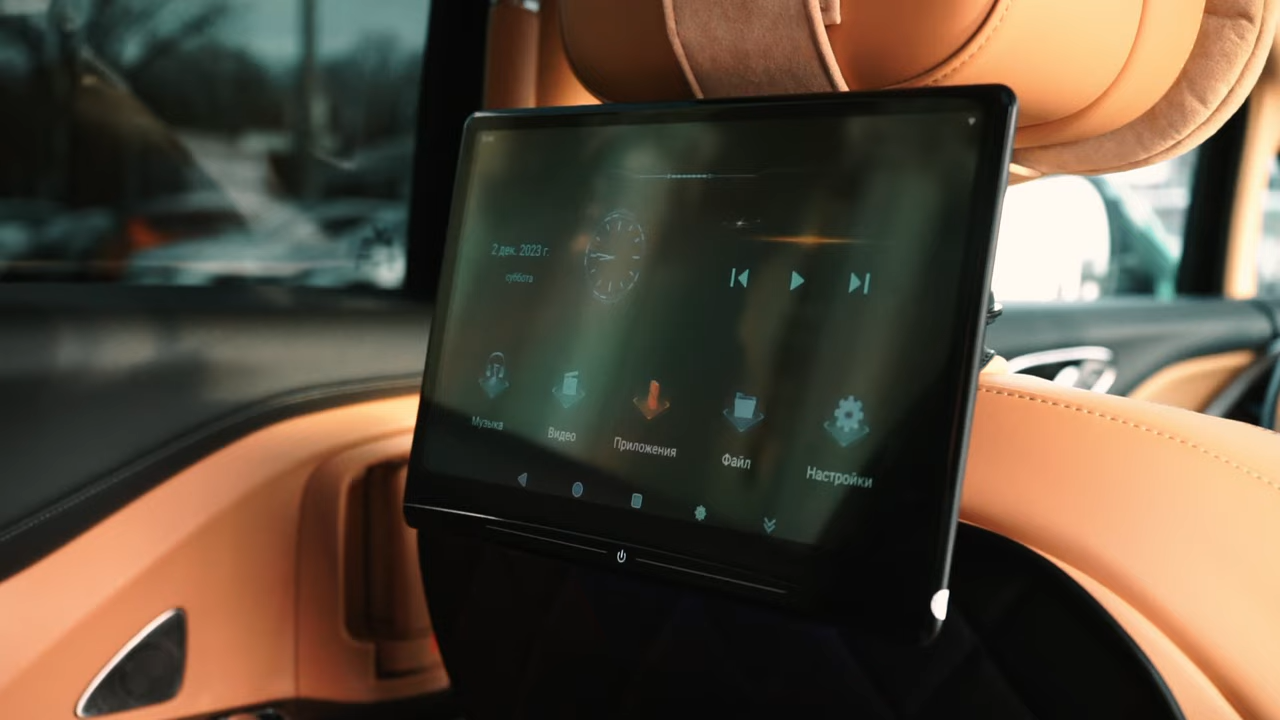 2 дек. 2023 г.
суббота
Музыка
Видео
Приложения
Файл
Настройки